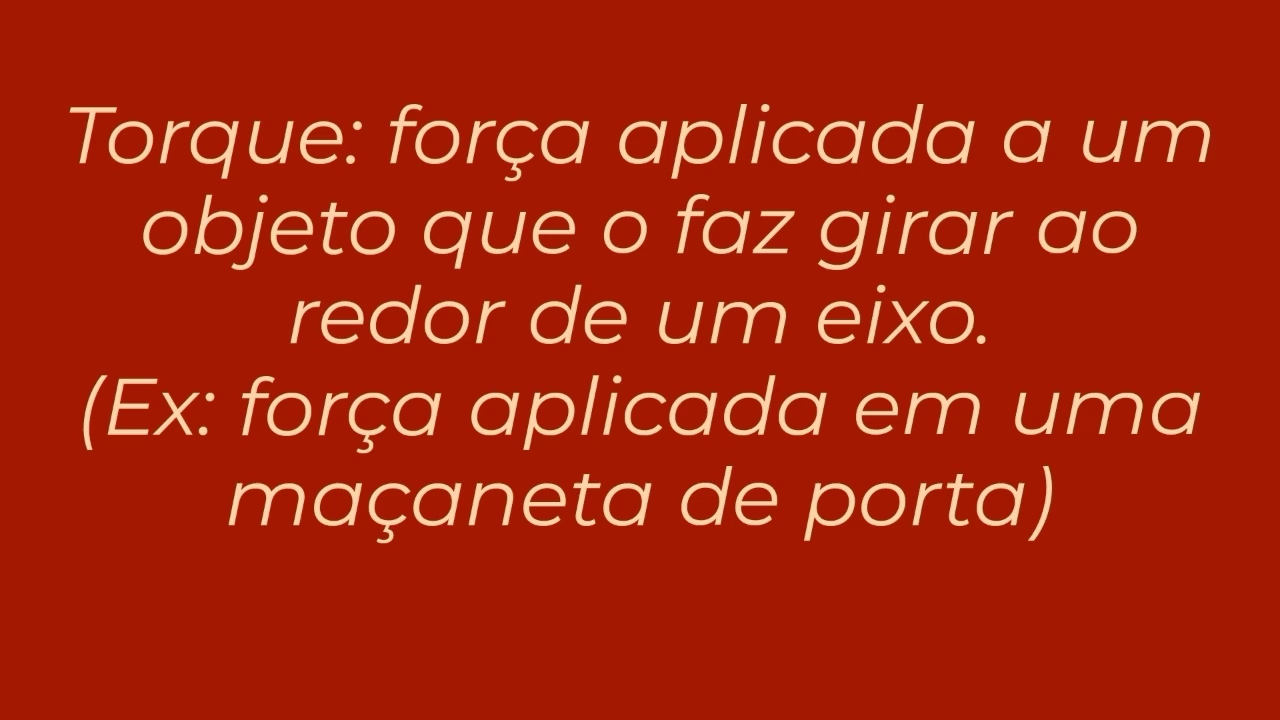 Torque: força aplicada a um
objeto que o faz girar ao
redor de um eixo.
(Ex: força aplicada em uma
maçaneta de porta)